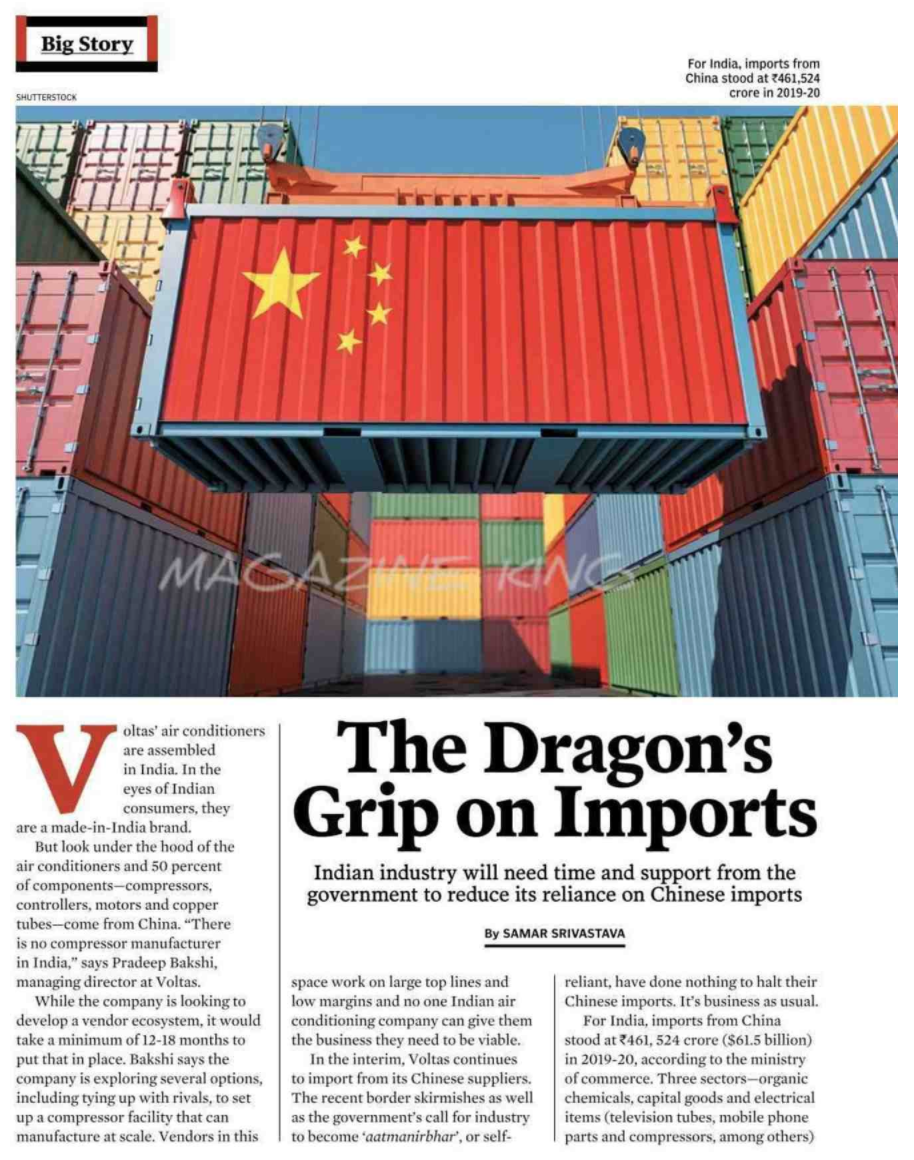 Big Story
SHUTTERSTOCK
For India, imports from
China stood at ₹461,524
crore in 2019-20
MAGAZINE KING
The Dragon's
Grip on Imports
Indian industry will need time and support from the
government to reduce its reliance on Chinese imports
By SAMAR SRIVASTAVA
Voltas' air conditioners
are assembled
in India. In the
eyes of Indian
consumers, they
are a made-in-India brand.
But look under the hood of the
air conditioners and 50 percent
of components—compressors,
controllers, motors and copper
tubes—come from China. “There
is no compressor manufacturer
in India,” says Pradeep Bakshi,
managing director at Voltas.
While the company is looking to
develop a vendor ecosystem, it would
take a minimum of 12-18 months to
put that in place. Bakshi says the
company is exploring several options,
including tying up with rivals, to set
up a compressor facility that can
manufacture at scale. Vendors in this
space work on large top lines and
low margins and no one Indian air
conditioning company can give them
the business they need to be viable.
In the interim, Voltas continues
to import from its Chinese suppliers.
The recent border skirmishes as well
as the government's call for industry
to become ‘aatmanirbhar’, or self-
reliant, have done nothing to halt their
Chinese imports. It's business as usual.
For India, imports from China
stood at ₹461, 524 crore ($61.5 billion)
in 2019-20, according to the ministry
of commerce. Three sectors—organic
chemicals, capital goods and electrical
items (television tubes, mobile phone
parts and compressors, among others)